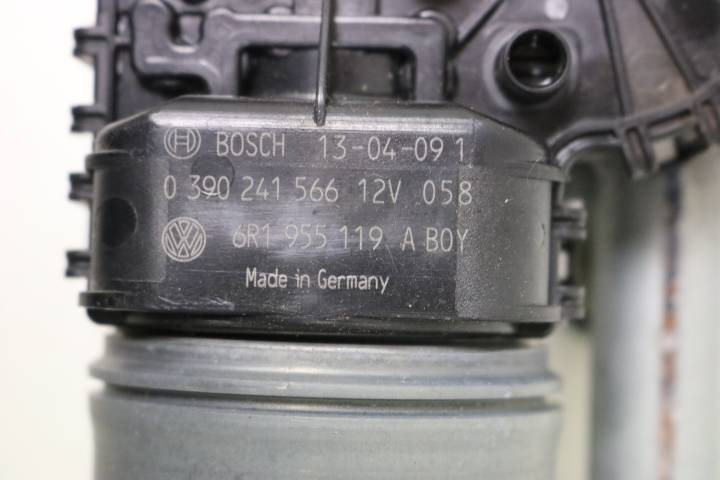 BOSCH 13-04-09 1
0 390 241 566 12V 058
6R1 955 119 A B0Y
Made in Germany